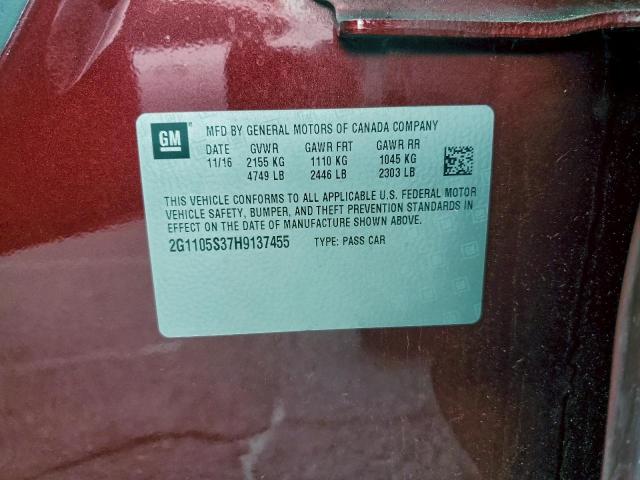 GM® MFD BY GENERAL MOTORS OF CANADA COMPANY
DATE GVWR GAWR FRT GAWR RR
11/16 2155 KG 1110 KG 1045 KG
4749 LB 2446 LB 2303 LB
THIS VEHICLE CONFORMS TO ALL APPLICABLE U.S. FEDERAL MOTOR
VEHICLE SAFETY, BUMPER, AND THEFT PREVENTION STANDARDS IN
EFFECT ON THE DATE OF MANUFACTURE SHOWN ABOVE.
2G1105S37H9137455 TYPE: PASS CAR